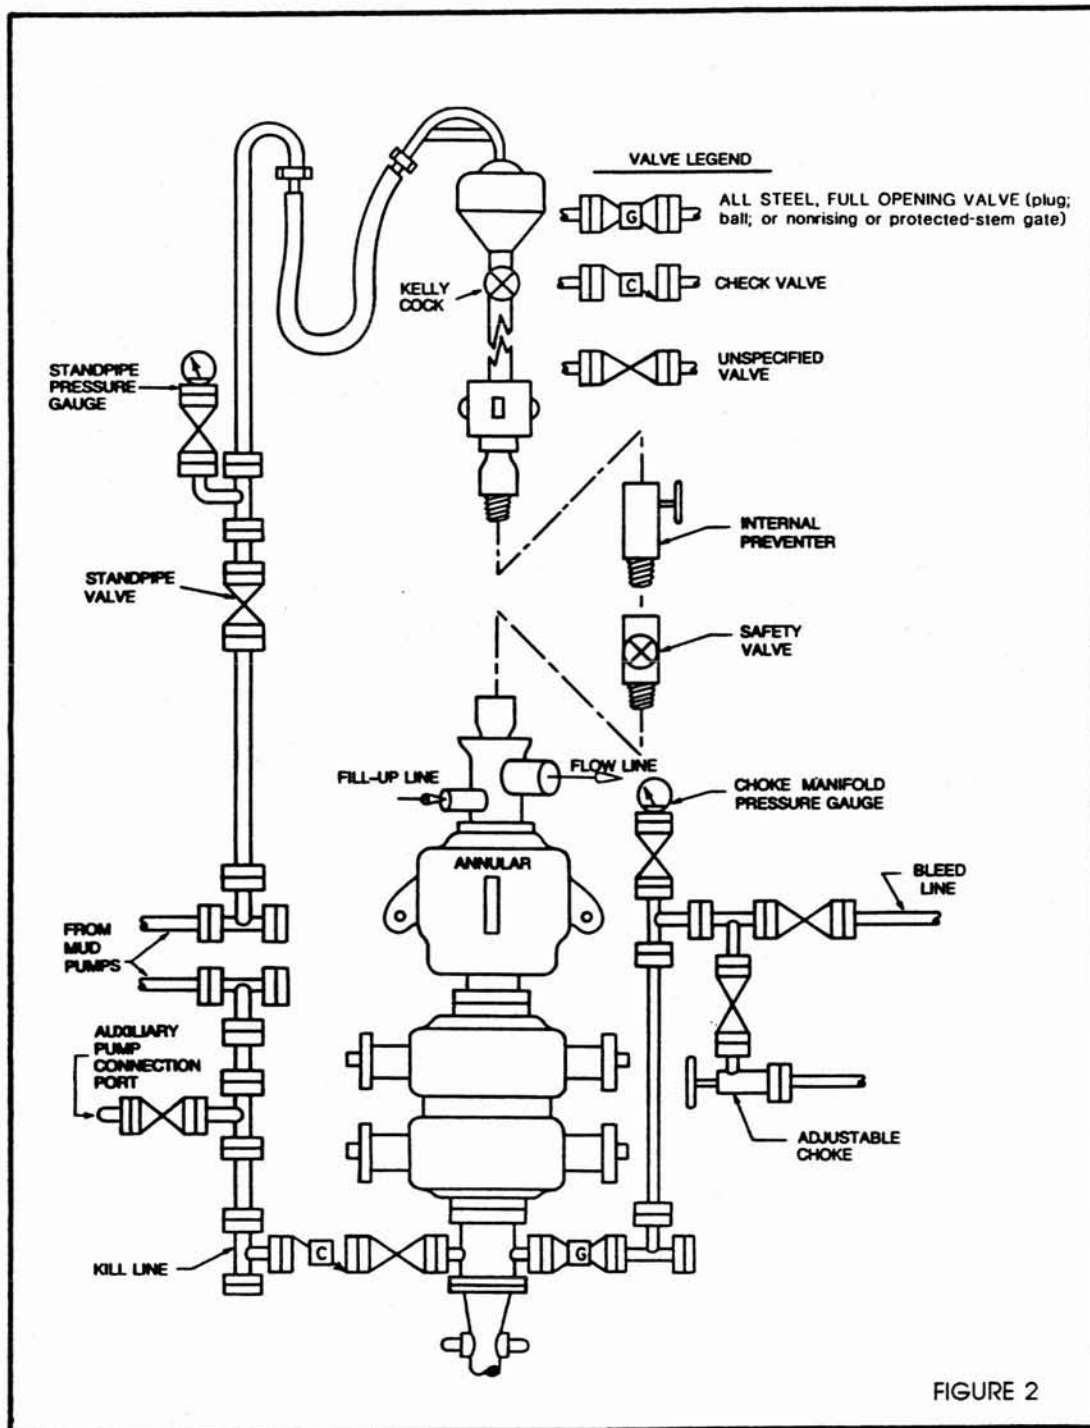 VALVE LEGEND
G
ALL STEEL, FULL OPENING VALVE (plug;
ball; or nonrising or protected-stem gate)
KELLY
COCK
C
CHECK VALVE
STANDPIPE
PRESSURE
GAUGE
UNSPECIFIED
VALVE
INTERNAL
PREVENTER
STANDPIPE
VALVE
SAFETY
VALVE
FILL-UP LINE
FLOW LINE
CHOKE MANIFOLD
PRESSURE GAUGE
ANNULAR
BLEED
LINE
FROM
MUD
PUMPS
AUXILIARY
PUMP
CONNECTION
PORT
ADJUSTABLE
CHOKE
C
G
KILL LINE
FIGURE 2